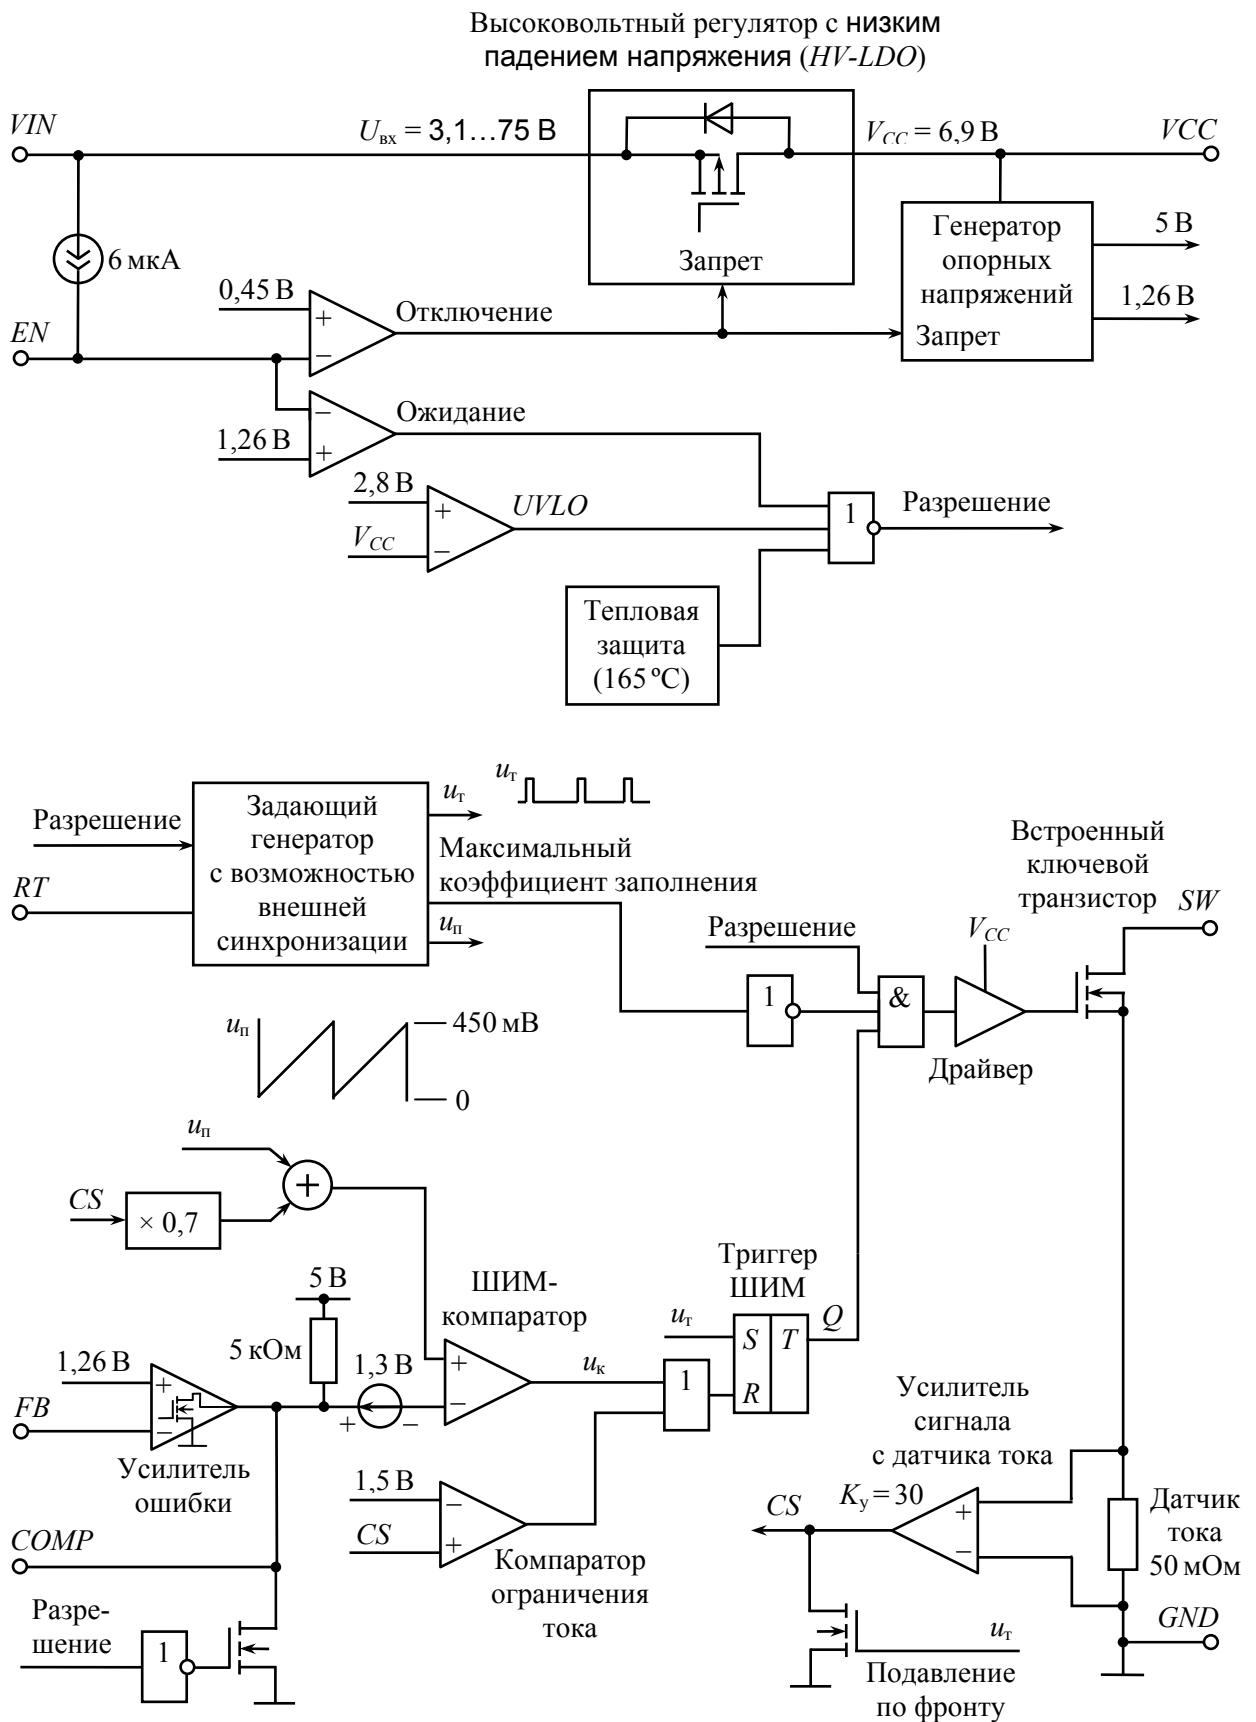 Высоковольтный регулятор с низким
падением напряжения (HV-LDO)
VIN
Uвх = 3,1...75 В
VCC = 6,9 В
VCC
6 мкА
Запрет
Генератор
опорных
напряжений
Запрет
5 В
1,26 В
0,45 В
+
−
Отключение
EN
−
+
Ожидание
1,26 В
2,8 В
VCC
+
−
UVLO
1
Разрешение
Тепловая
защита
(165 ºC)
Разрешение
RT
Задающий
генератор
с возможностью
внешней
синхронизации
uт
uт
Максимальный
коэффициент заполнения
uп
Встроенный
ключевой
транзистор
SW
Разрешение
VCC
1
&
Драйвер
uп
450 мВ
0
uп
+
CS
× 0,7
5 В
5 кОм
ШИМ-
компаратор
+
−
1,3 В
+
−
uк
Триггер
ШИМ
uт
S
T
R
Q
1
1,26 В
FB
+
−
Усилитель
ошибки
1,5 В
CS
−
+
Компаратор
ограничения
тока
COMP
Разре-
шение
1
Усилитель
сигнала
с датчика тока
CS
Kу = 30
+
−
Датчик
тока
50 мОм
GND
uт
Подавление
по фронту